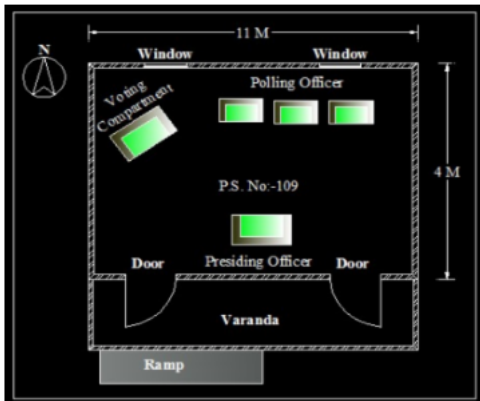 11 M
N
Window
Window
Polling Officer
Voting
Compartment
4 M
P.S. No:-109
Door
Presiding Officer
Door
Varanda
Ramp